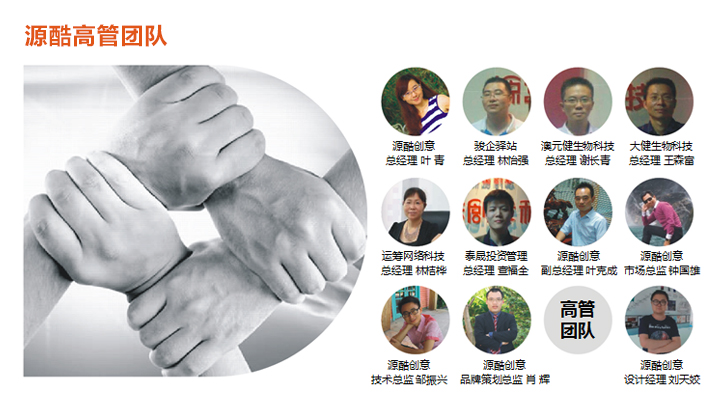 源酷高管团队
源酷创意
总经理 叶 青
骏企驿站
总经理 林怡强
澳元健生物科技
总经理 谢长青
大健生物科技
总经理 王森富
运筹网络科技
总经理 林桔桦
泰晟投资管理
总经理 查福全
源酷创意
副总经理 叶克成
源酷创意
市场总监 钟国雄
高管
团队
源酷创意
技术总监 邹振兴
源酷创意
品牌策划总监 肖 辉
源酷创意
设计经理 刘天姣